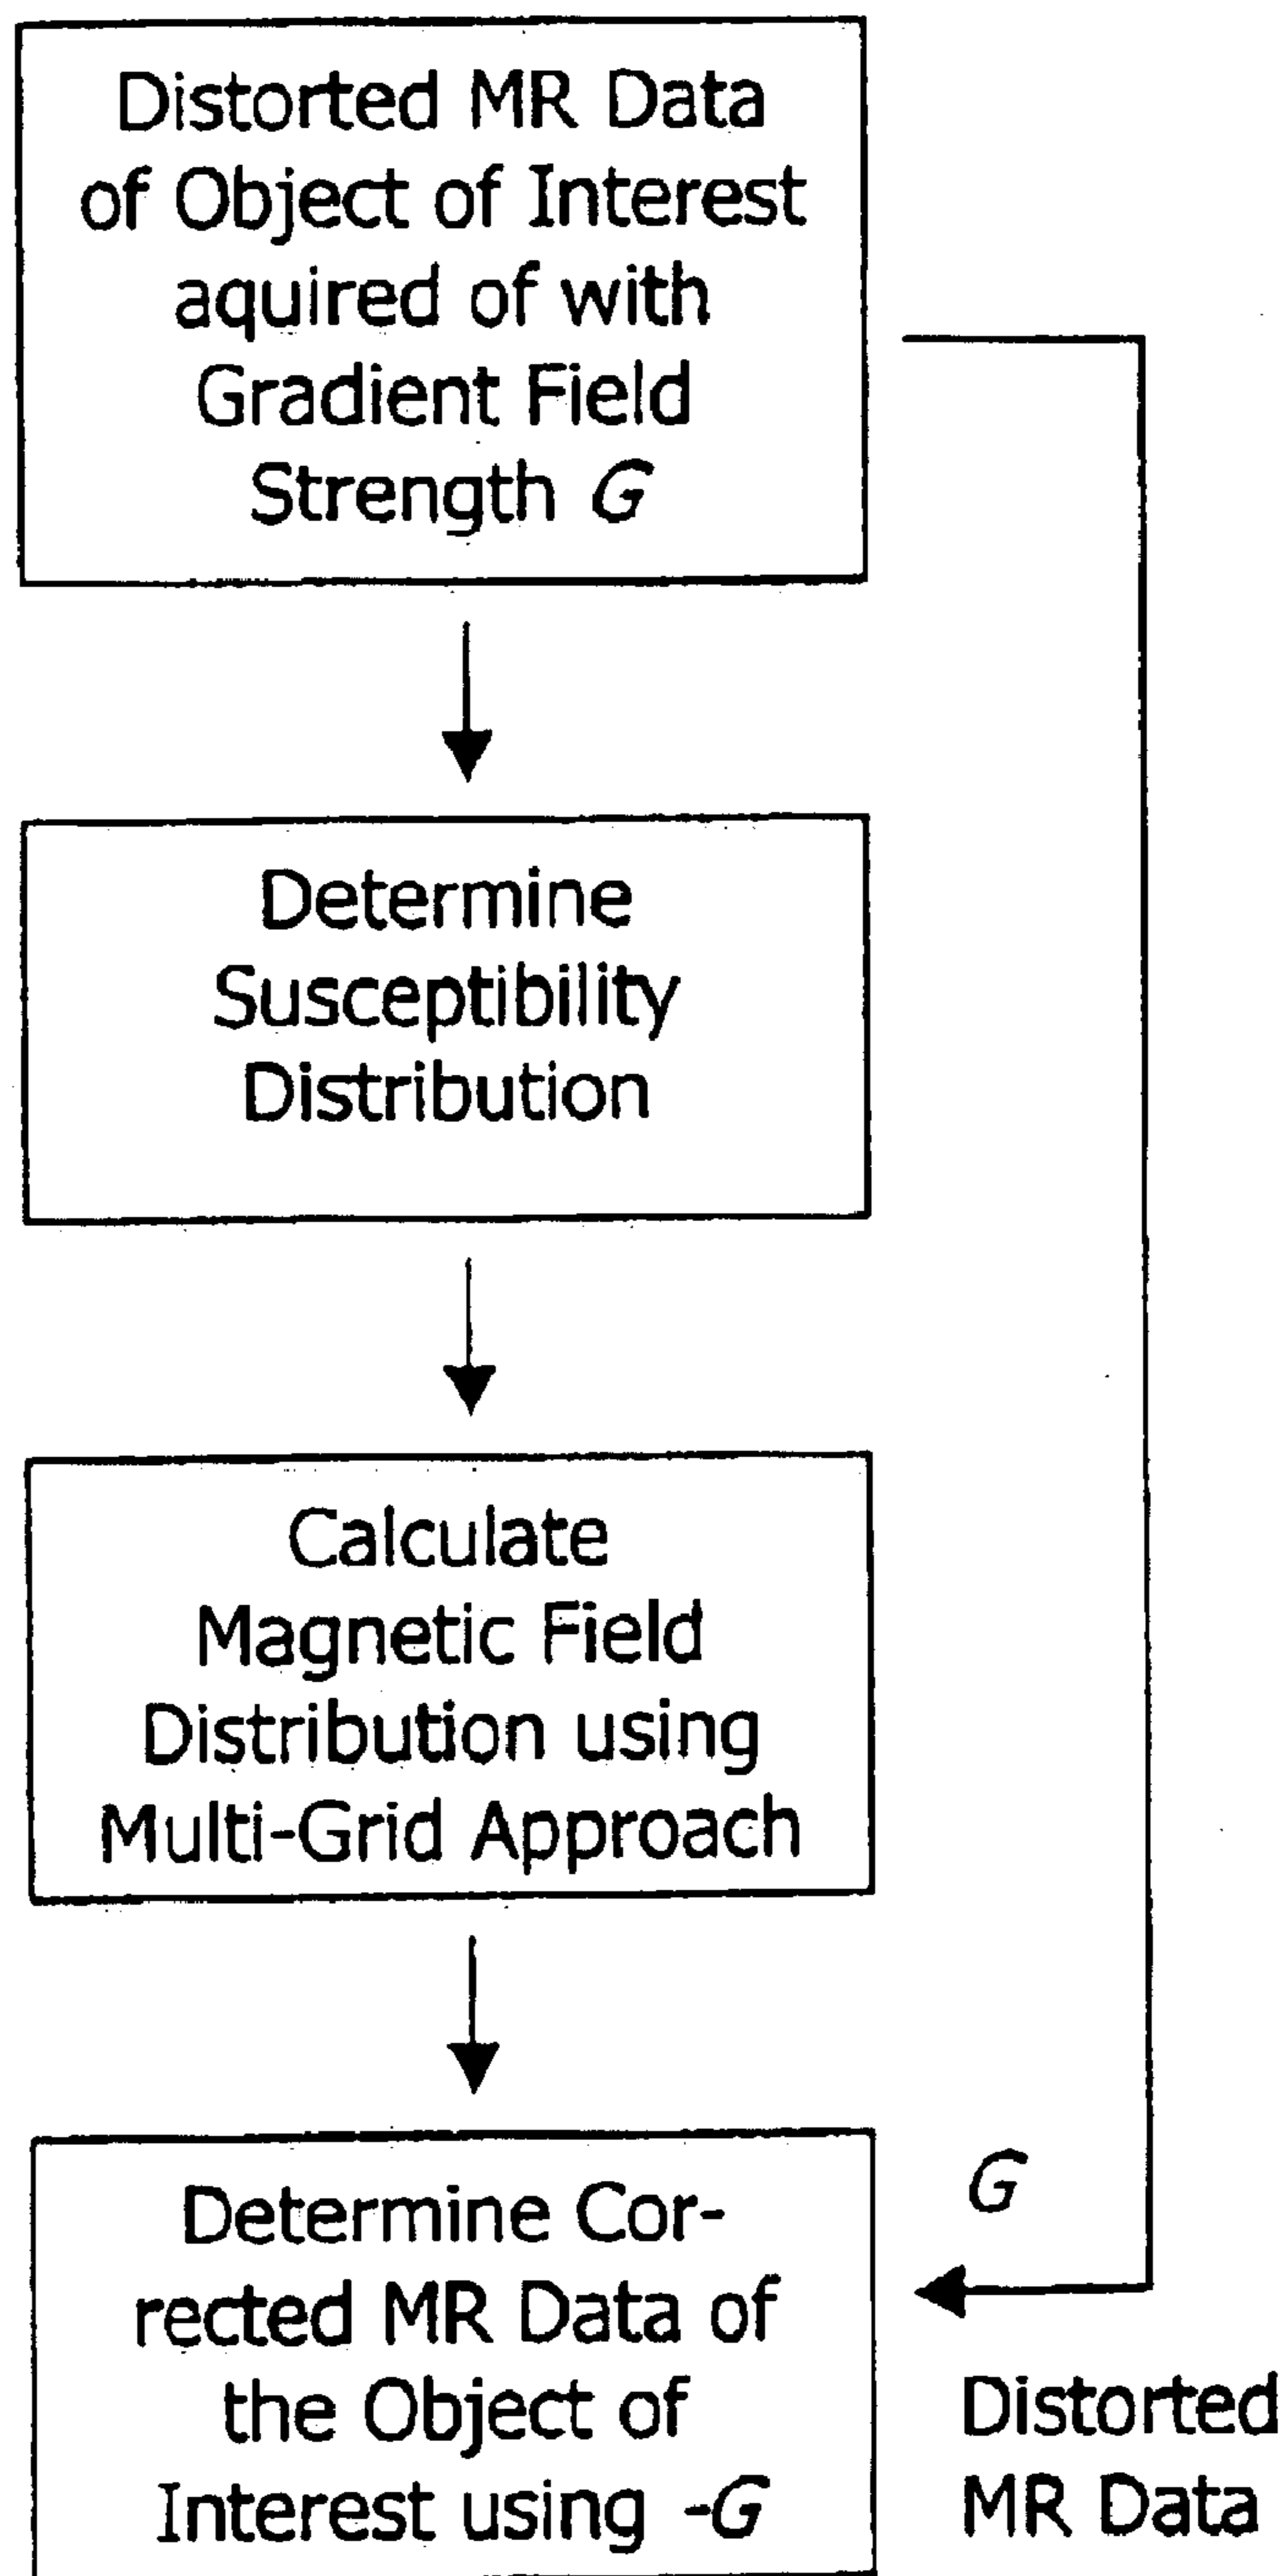 Distorted MR Data
of Object of Interest
aquired of with
Gradient Field
Strength G
Determine
Susceptibility
Distribution
Calculate
Magnetic Field
Distribution using
Multi-Grid Approach
Determine Cor-
rected MR Data of
the Object of
Interest using -G
G
Distorted
MR Data